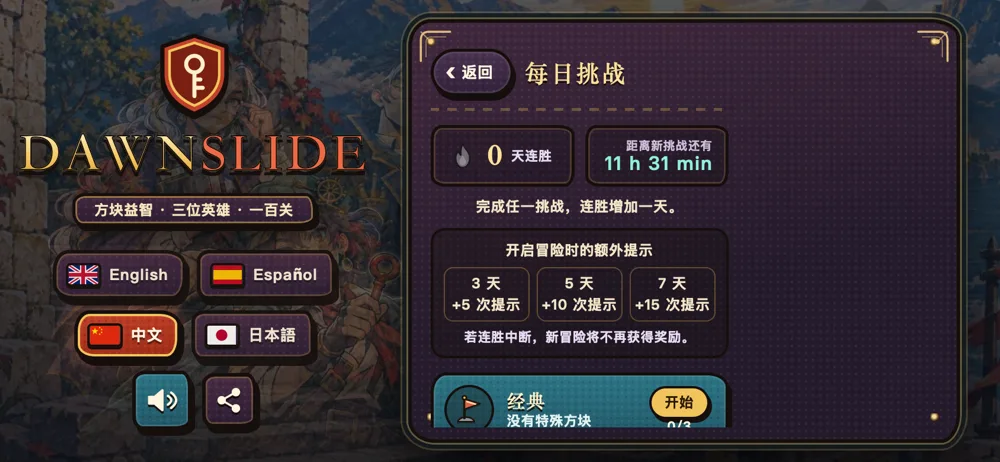 DAWNSLIDE
方块益智 · 三位英雄 · 一百关
English
Español
中文
日本語
返回
每日挑战
0 天连胜
距离新挑战还有
11 h 31 min
完成任一挑战，连胜增加一天。
开启冒险时的额外提示
3 天
+5 次提示
5 天
+10 次提示
7 天
+15 次提示
若连胜中断，新冒险将不再获得奖励。
经典
没有特殊方块
开始
0/3